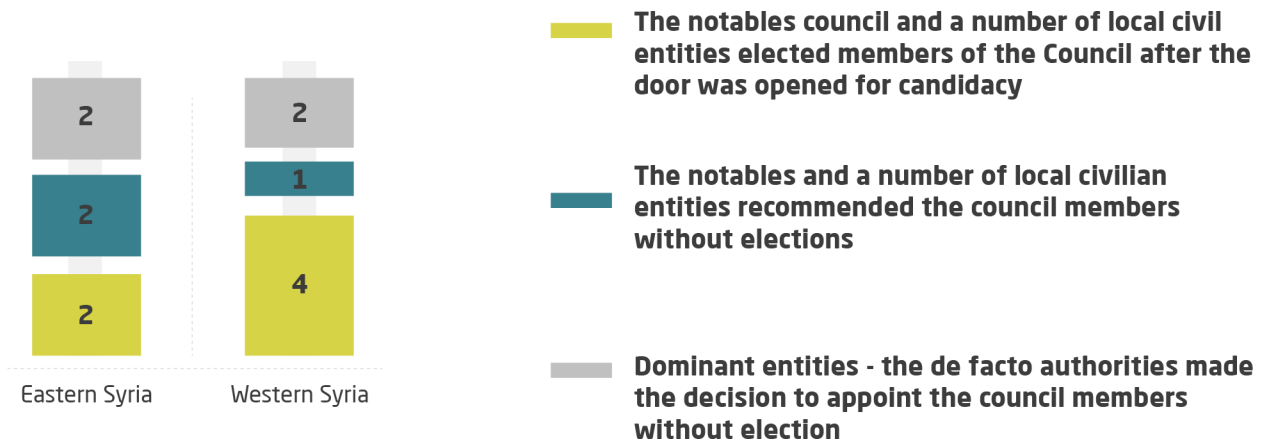 The notables council and a number of local civil
entities elected members of the Council after the
door was opened for candidacy
2
2
2
1
2
4
2
The notables and a number of local civilian
entities recommended the council members
without elections
Dominant entities - the de facto authorities made
the decision to appoint the council members
without election
Eastern Syria
Western Syria